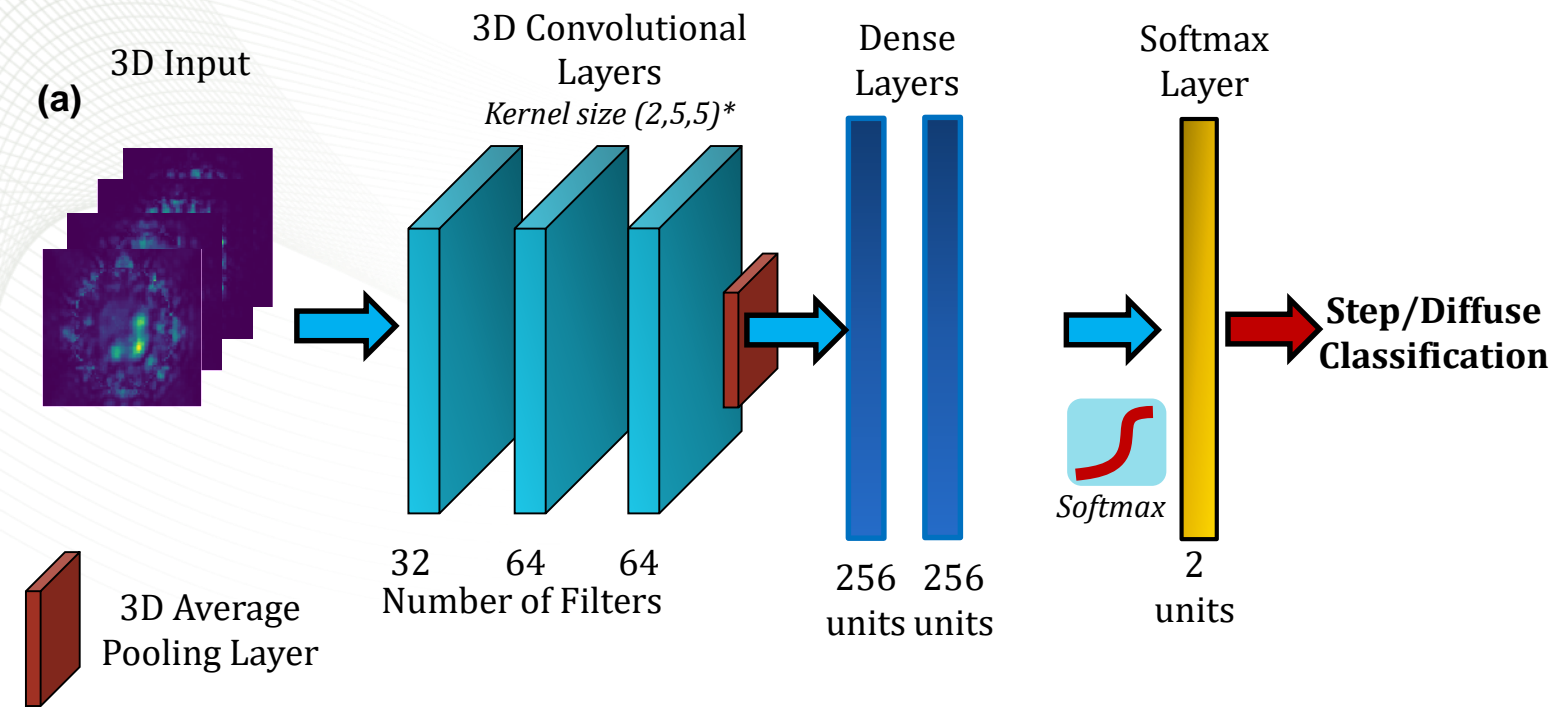 (a)
3D Input
3D Convolutional
Layers
Kernel size (2,5,5)*
Dense
Layers
Softmax
Layer
Step/Diffuse
Classification
Softmax
32 64 64
Number of Filters
256 256
units units
2
units
3D Average
Pooling Layer